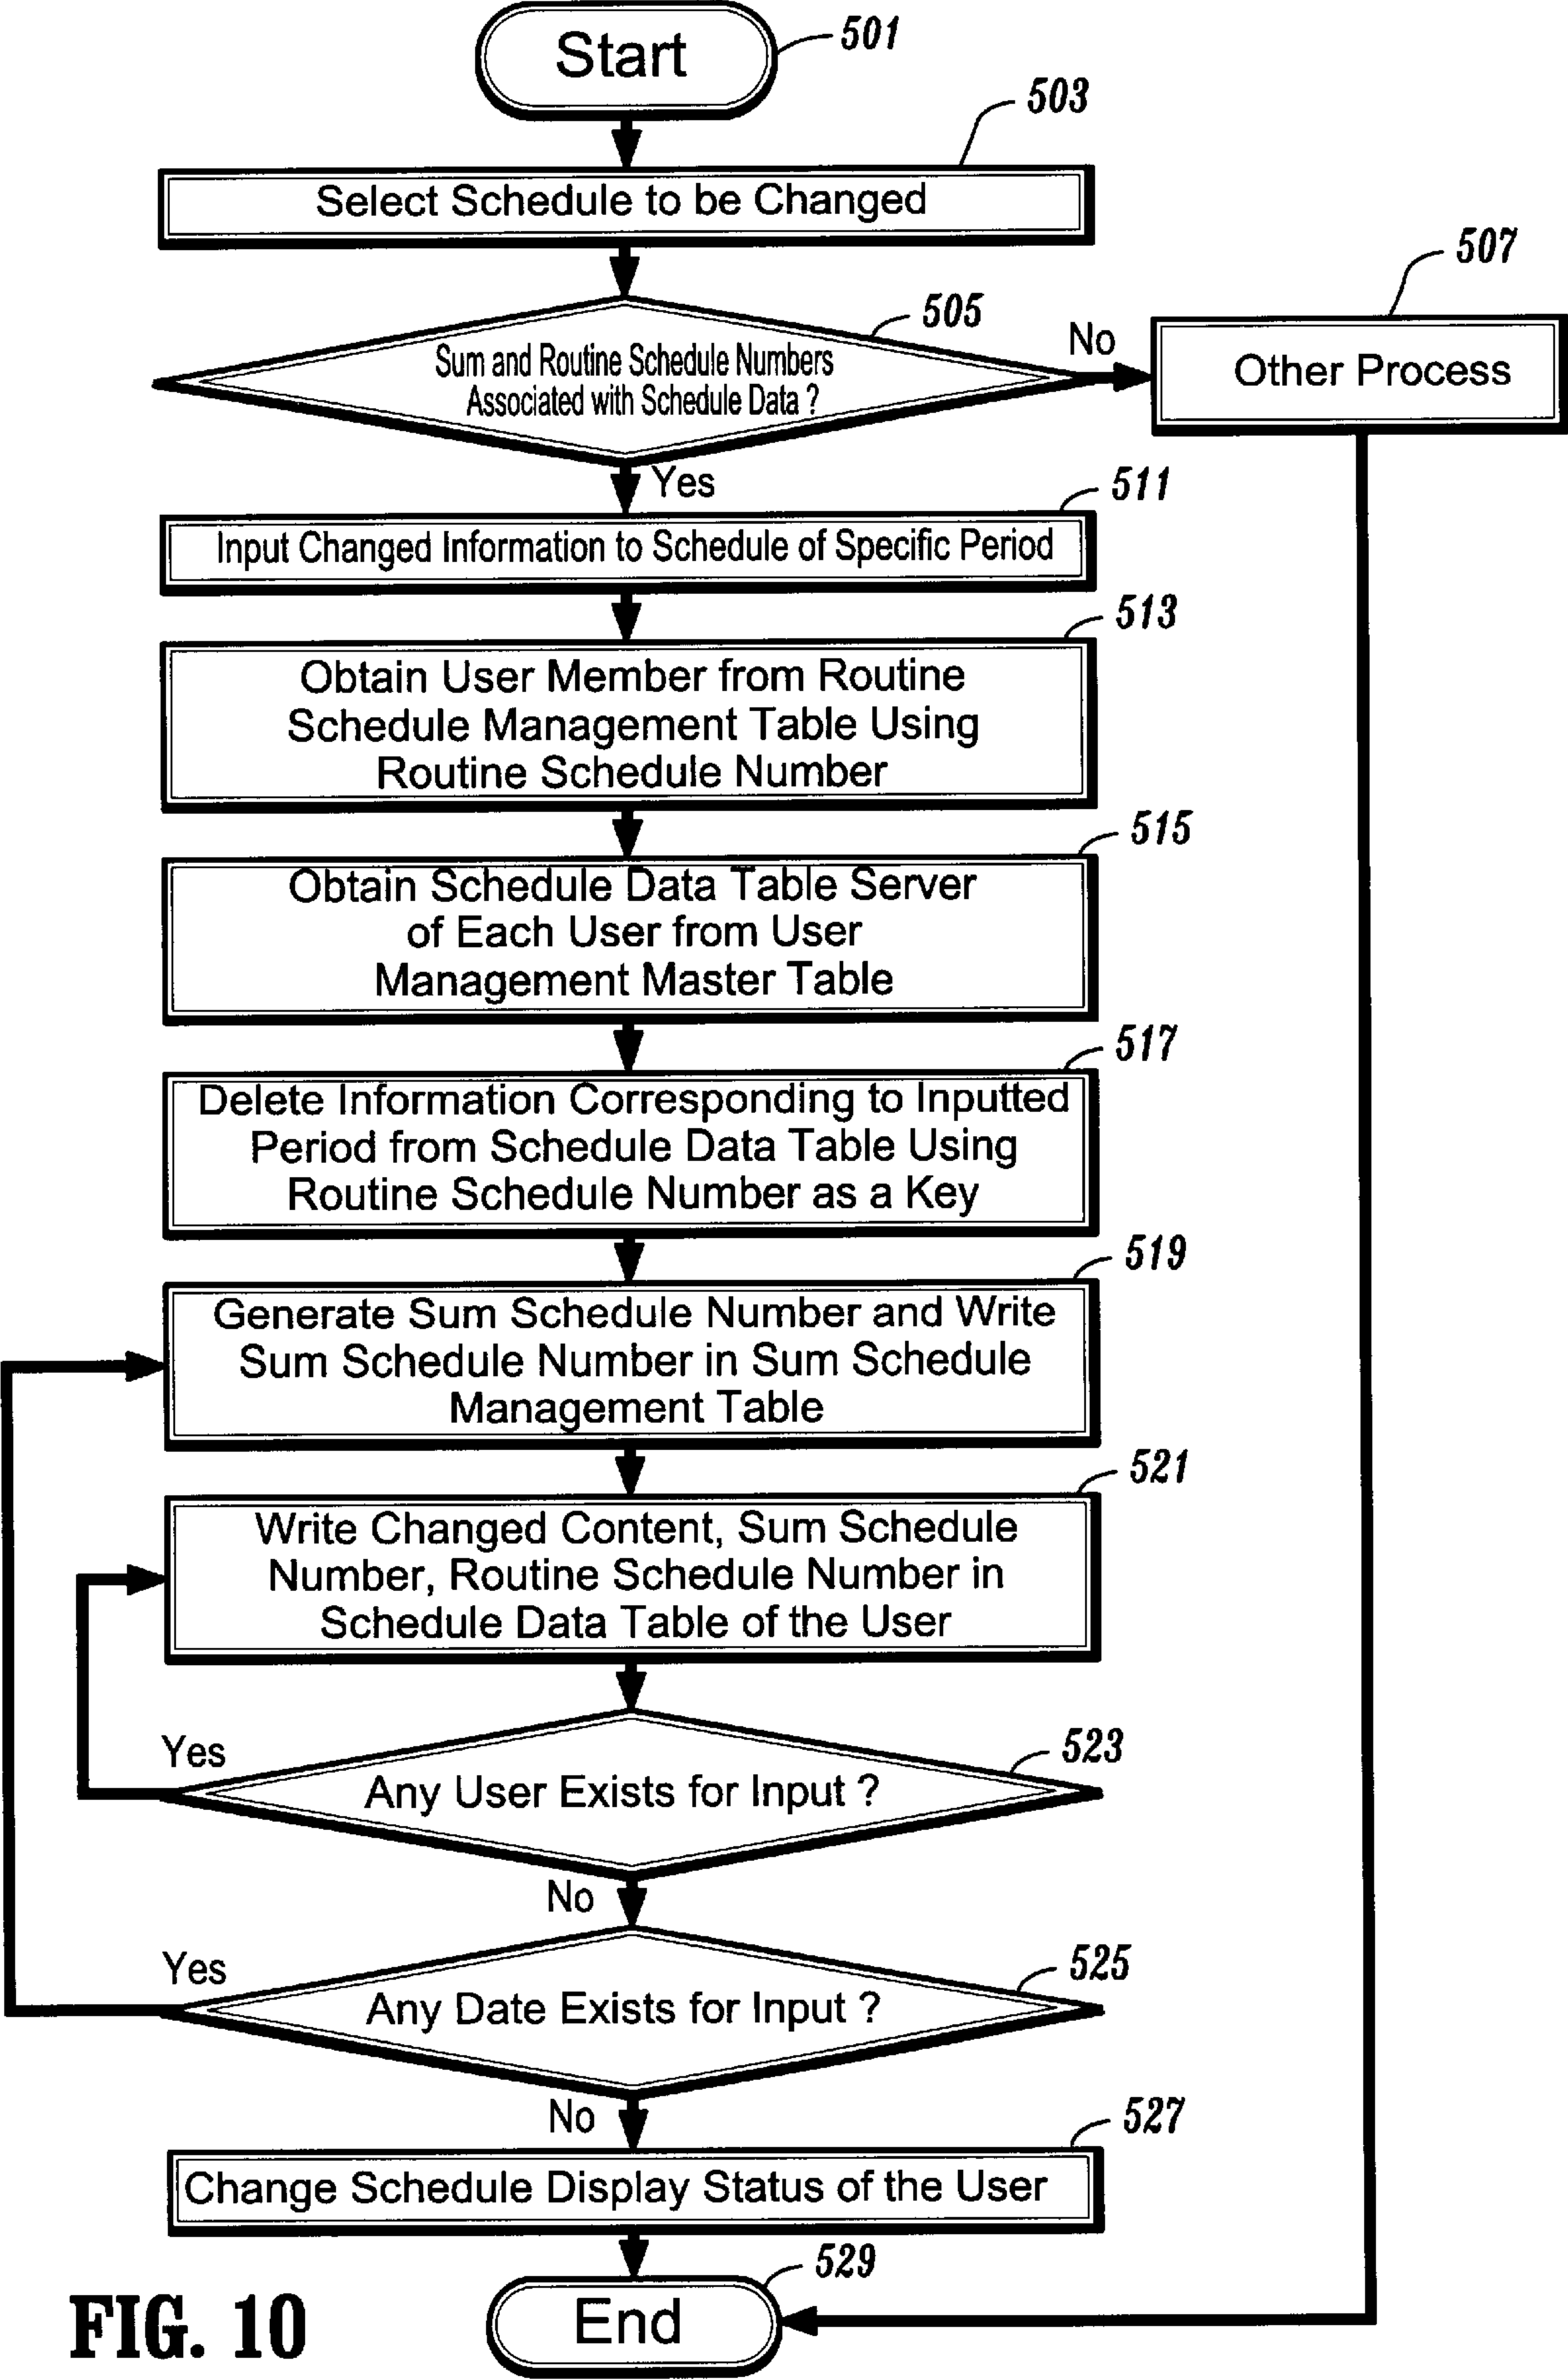 Start
501
503
Select Schedule to be Changed
505
507
Sum and Routine Schedule Numbers
Associated with Schedule Data ?
No
Other Process
Yes
511
Input Changed Information to Schedule of Specific Period
513
Obtain User Member from Routine
Schedule Management Table Using
Routine Schedule Number
515
Obtain Schedule Data Table Server
of Each User from User
Management Master Table
517
Delete Information Corresponding to Inputted
Period from Schedule Data Table Using
Routine Schedule Number as a Key
519
Generate Sum Schedule Number and Write
Sum Schedule Number in Sum Schedule
Management Table
521
Write Changed Content, Sum Schedule
Number, Routine Schedule Number in
Schedule Data Table of the User
Yes
523
Any User Exists for Input ?
No
Yes
525
Any Date Exists for Input ?
No
527
Change Schedule Display Status of the User
529
End
FIG. 10